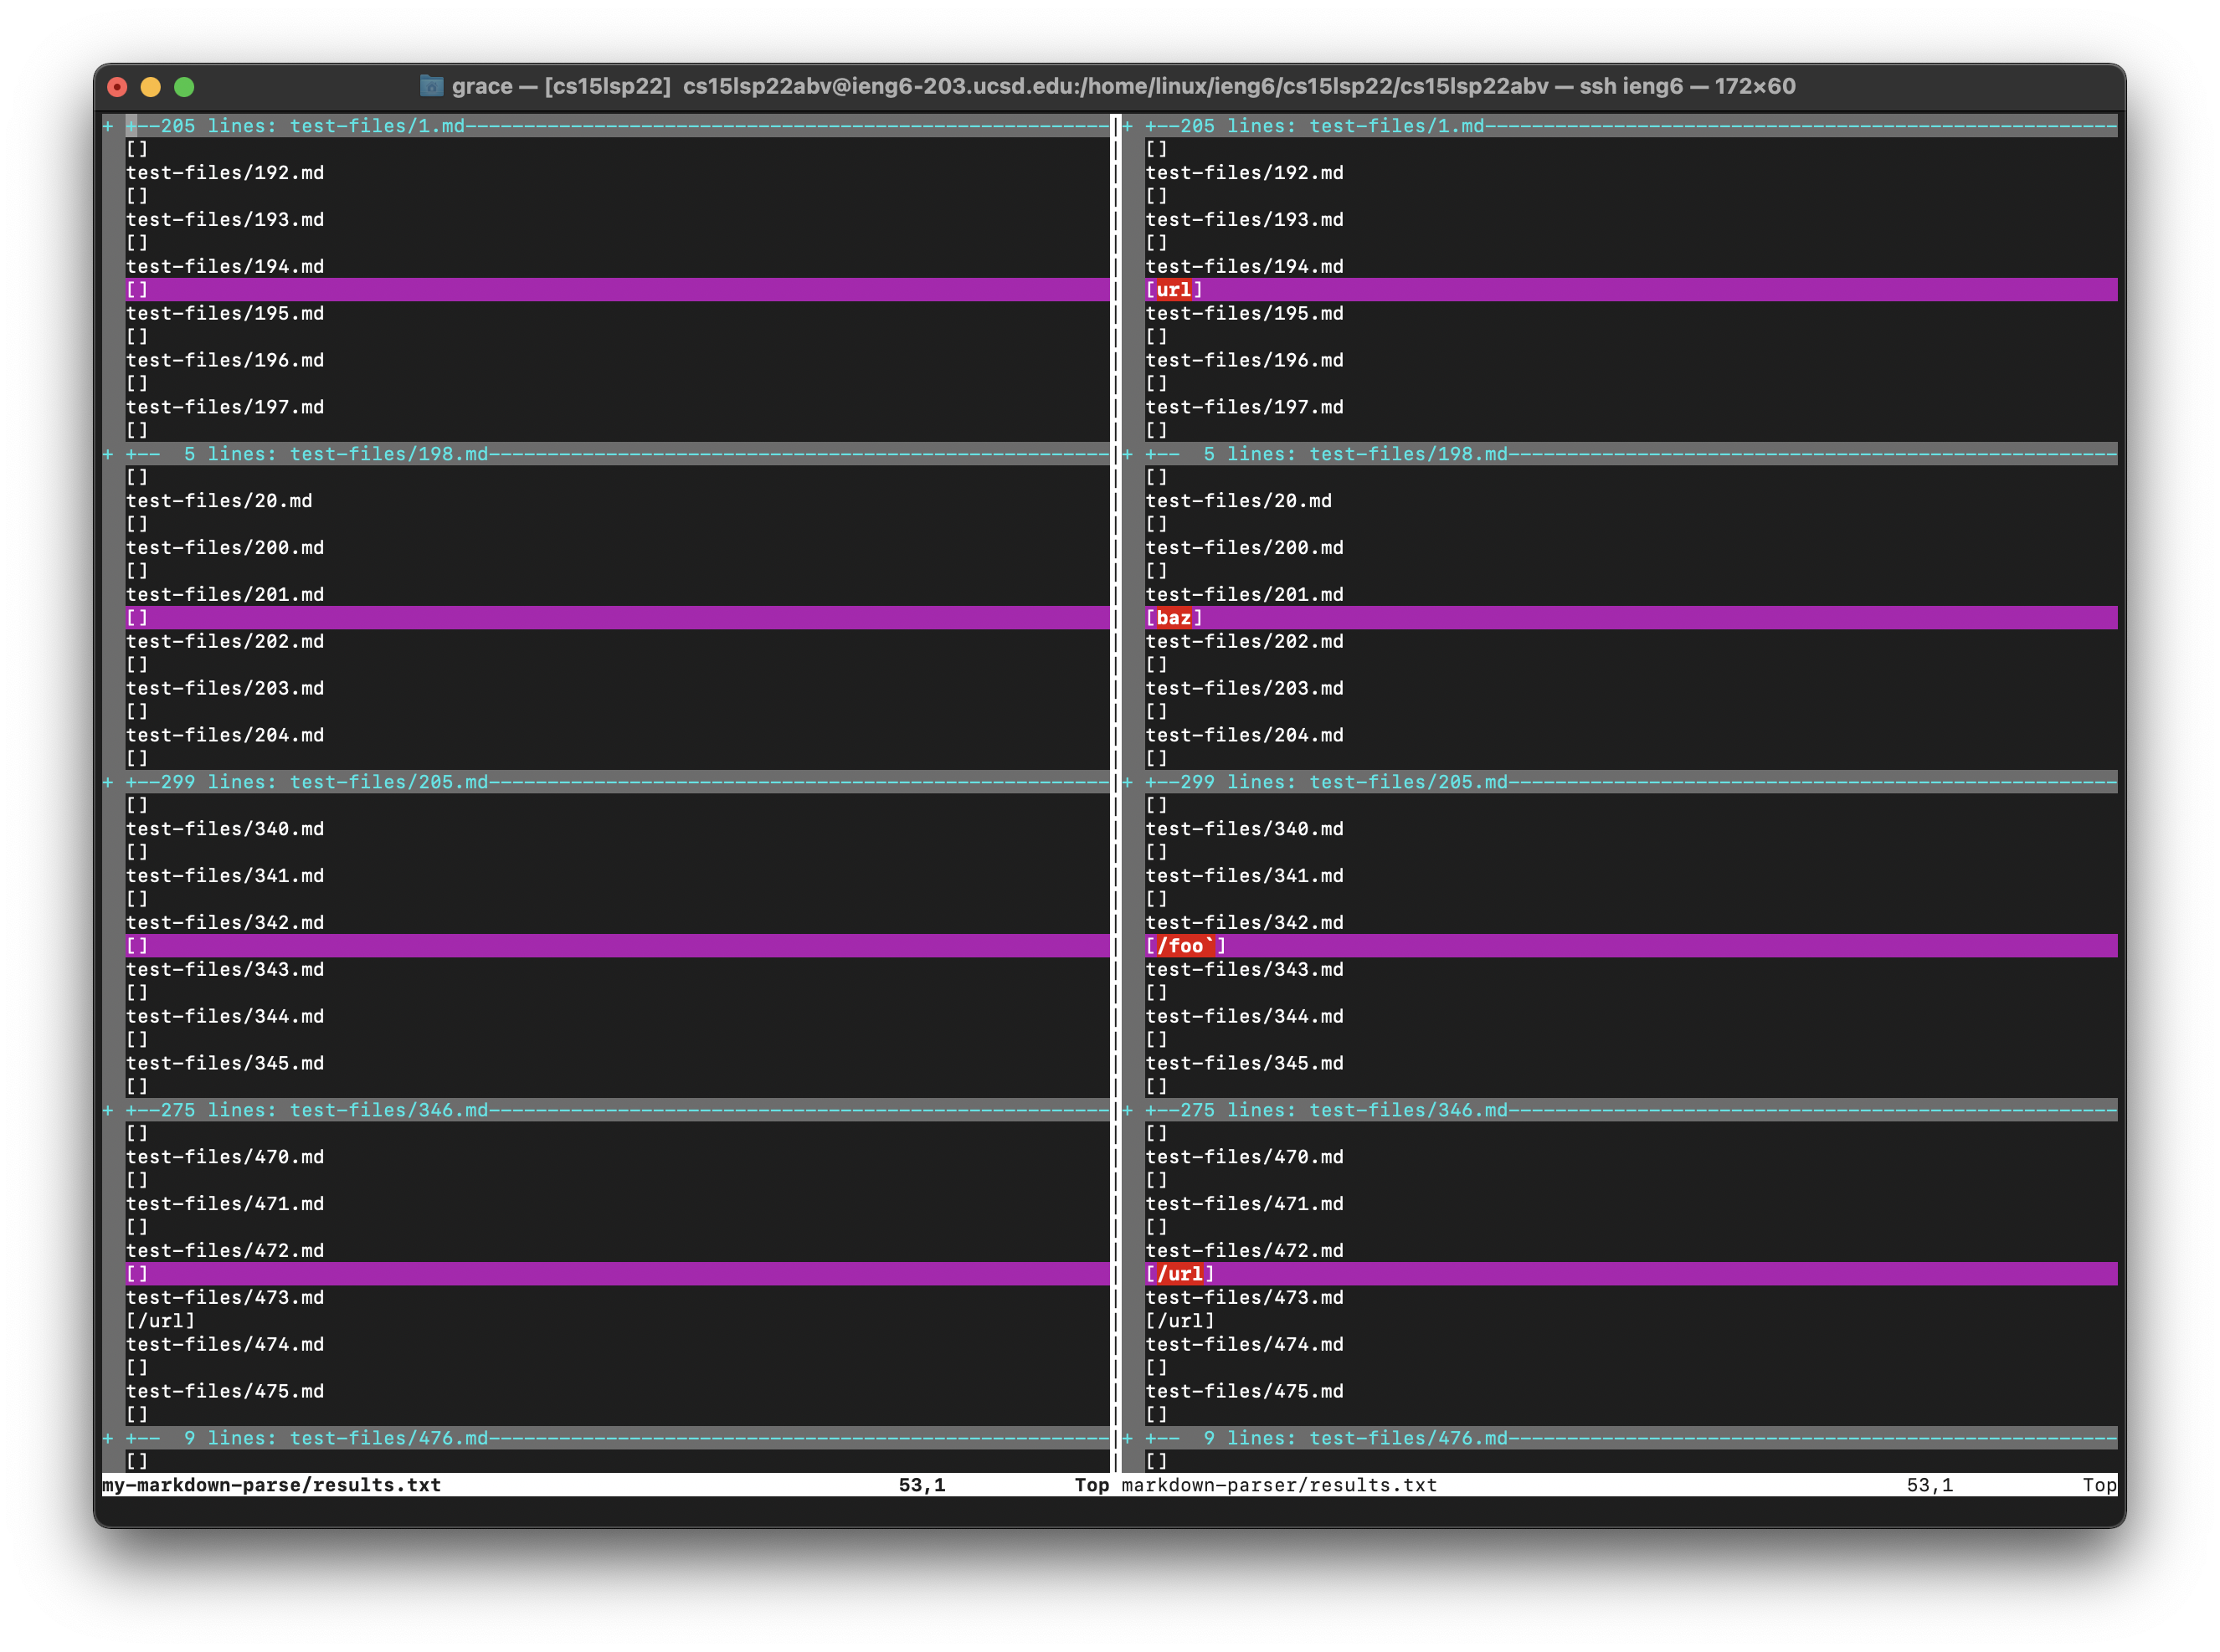 grace — [cs15lsp22] cs15lsp22abv@ieng6-203.ucsd.edu:/home/linux/ieng6/cs15lsp22/cs15lsp22abv — ssh ieng6 — 172×60
+ +--205 lines: test-files/1.md-------------------------------------------------------
[]
test-files/192.md
[]
test-files/193.md
[]
test-files/194.md
[]
test-files/195.md
[]
test-files/196.md
[]
test-files/197.md
[]
+ +--  5 lines: test-files/198.md-----------------------------------------------------
[]
test-files/20.md
[]
test-files/200.md
[]
test-files/201.md
[]
test-files/202.md
[]
test-files/203.md
[]
test-files/204.md
[]
+ +--299 lines: test-files/205.md-----------------------------------------------------
[]
test-files/340.md
[]
test-files/341.md
[]
test-files/342.md
[]
test-files/343.md
[]
test-files/344.md
[]
test-files/345.md
[]
+ +--275 lines: test-files/346.md-----------------------------------------------------
[]
test-files/470.md
[]
test-files/471.md
[]
test-files/472.md
[]
test-files/473.md
[/url]
test-files/474.md
[]
test-files/475.md
[]
+ +--  9 lines: test-files/476.md-----------------------------------------------------
[]
my-markdown-parse/results.txt 53,1 Top
+ +--205 lines: test-files/1.md------------------------------------------------------
[]
test-files/192.md
[]
test-files/193.md
[]
test-files/194.md
[url]
test-files/195.md
[]
test-files/196.md
[]
test-files/197.md
[]
+ +--  5 lines: test-files/198.md----------------------------------------------------
[]
test-files/20.md
[]
test-files/200.md
[]
test-files/201.md
[baz]
test-files/202.md
[]
test-files/203.md
[]
test-files/204.md
[]
+ +--299 lines: test-files/205.md----------------------------------------------------
[]
test-files/340.md
[]
test-files/341.md
[]
test-files/342.md
[/foo`]
test-files/343.md
[]
test-files/344.md
[]
test-files/345.md
[]
+ +--275 lines: test-files/346.md----------------------------------------------------
[]
test-files/470.md
[]
test-files/471.md
[]
test-files/472.md
[/url]
test-files/473.md
[/url]
test-files/474.md
[]
test-files/475.md
[]
+ +--  9 lines: test-files/476.md----------------------------------------------------
[]
markdown-parser/results.txt 53,1 Top